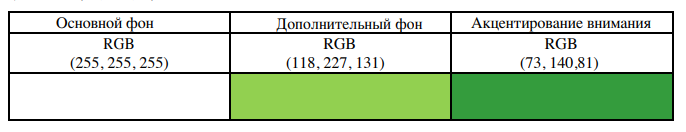 Основной фон
Дополнительный фон
Акцентирование внимания
RGB
(255, 255, 255)
RGB
(118, 227, 131)
RGB
(73, 140,81)